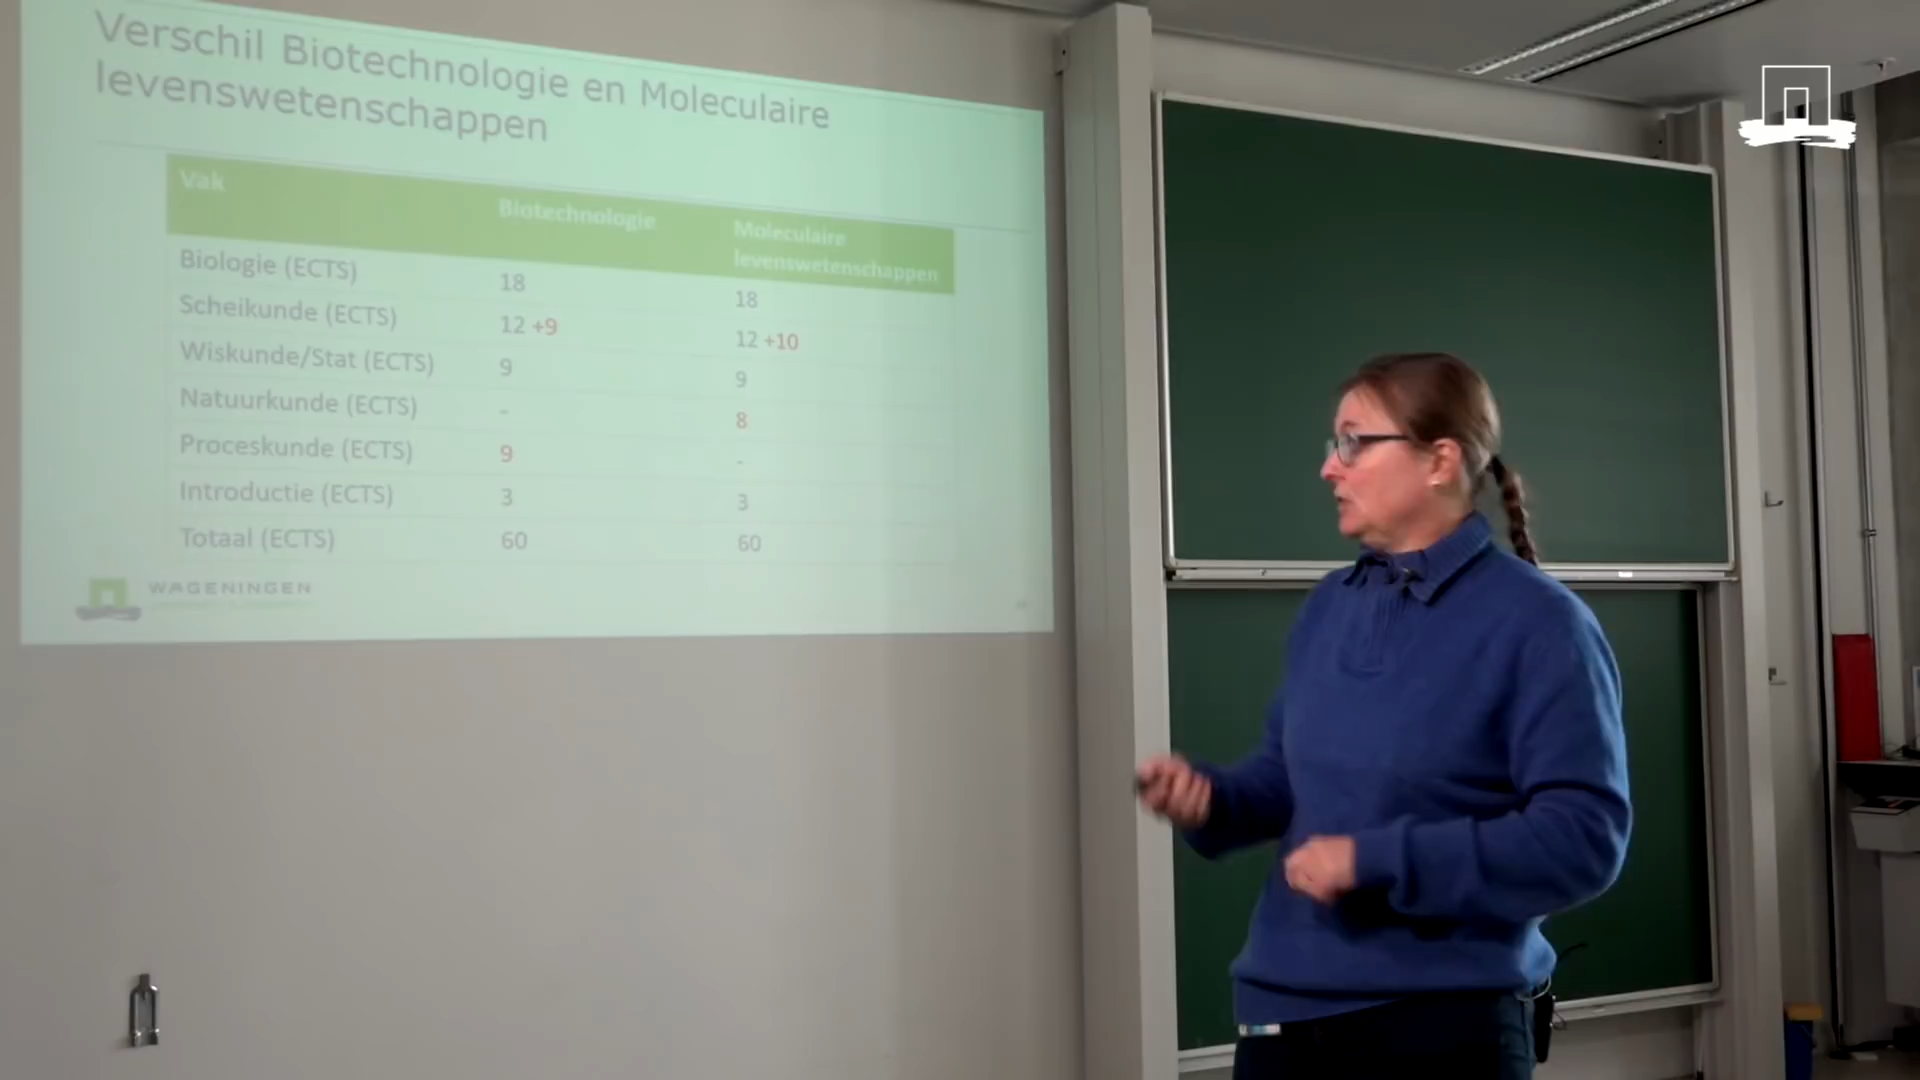 Verschil Biotechnologie en Moleculaire
levenswetenschappen
Vak Biotechnologie Moleculaire
levenswetenschappen
Biologie (ECTS) 18 18
Scheikunde (ECTS) 12 +9 12 +10
Wiskunde/Stat (ECTS) 9 9
Natuurkunde (ECTS) - 8
Proceskunde (ECTS) 9 -
Introductie (ECTS) 3 3
Totaal (ECTS) 60 60
WAGENINGEN